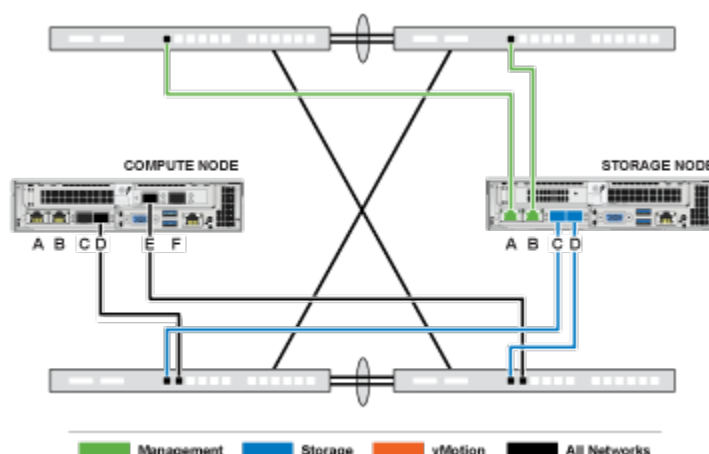 COMPUTE NODE
STORAGE NODE
A B C D E F
A B C D
Management Storage vMotion All Networks